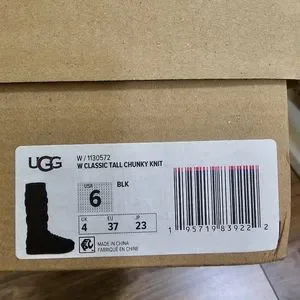 UGG
W / 1130572
W CLASSIC TALL CHUNKY KNIT
USA
6
BLK
UK EU JP
4 37 23
MADE IN CHINA
FABRIQUÉ EN CHINE
1 95719 83922 2